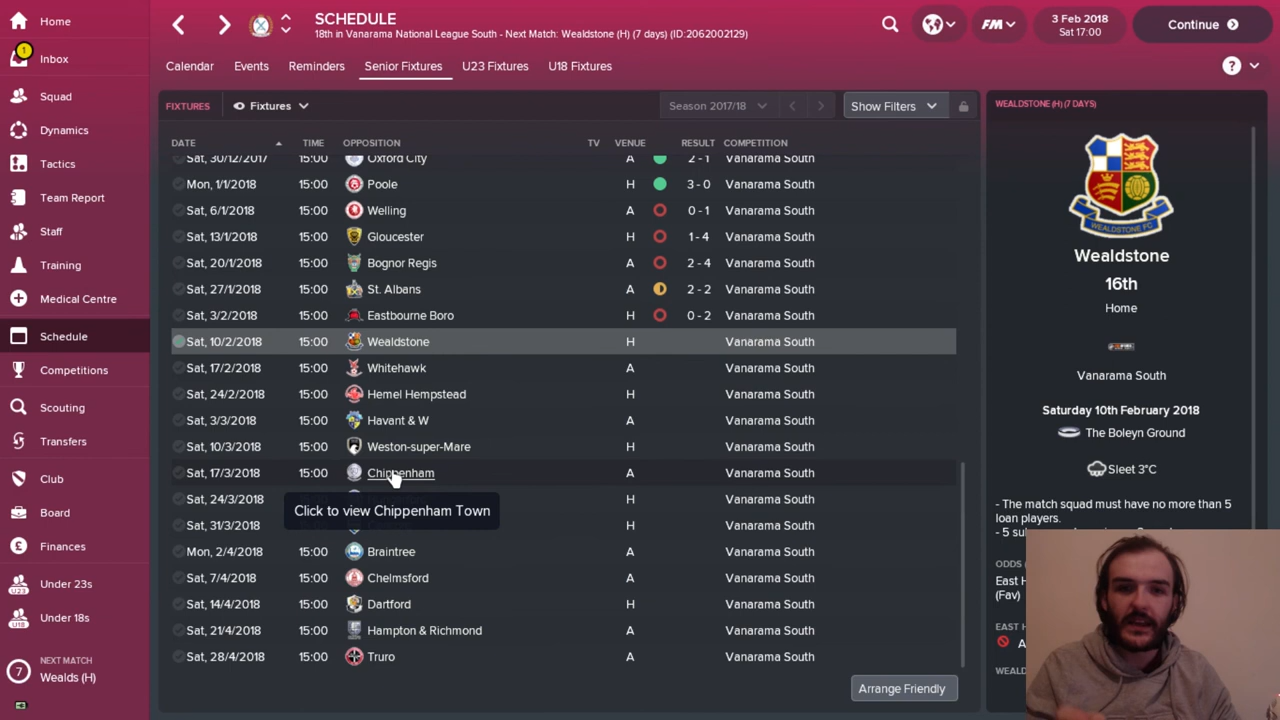 Home
SCHEDULE
18th in Vanarama National League South - Next Match: Wealdstone (H) (7 days) (ID:2062002129)
FM
3 Feb 2018
Sat 17:00
Continue
1
Inbox
Calendar
Events
Reminders
Senior Fixtures
U23 Fixtures
U18 Fixtures
?
Squad
Dynamics
Tactics
Team Report
Staff
Training
Medical Centre
Schedule
Competitions
Scouting
Transfers
Club
Board
Finances
U23
Under 23s
U18
Under 18s
7
NEXT MATCH
Wealds (H)
FIXTURES
Fixtures
Season 2017/18
Show Filters
DATE TIME OPPOSITION TV VENUE RESULT COMPETITION
Sat, 30/12/2017 15:00 Oxford City A 2 - 1 Vanarama South
Mon, 1/1/2018 15:00 Poole H 3 - 0 Vanarama South
Sat, 6/1/2018 15:00 Welling A 0 - 1 Vanarama South
Sat, 13/1/2018 15:00 Gloucester H 1 - 4 Vanarama South
Sat, 20/1/2018 15:00 Bognor Regis A 2 - 4 Vanarama South
Sat, 27/1/2018 15:00 St. Albans A 2 - 2 Vanarama South
Sat, 3/2/2018 15:00 Eastbourne Boro H 0 - 2 Vanarama South
Sat, 10/2/2018 15:00 Wealdstone H Vanarama South
Sat, 17/2/2018 15:00 Whitehawk A Vanarama South
Sat, 24/2/2018 15:00 Hemel Hempstead H Vanarama South
Sat, 3/3/2018 15:00 Havant & W A Vanarama South
Sat, 10/3/2018 15:00 Weston-super-Mare H Vanarama South
Sat, 17/3/2018 15:00 Chippenham A Vanarama South
Sat, 24/3/2018 H Vanarama South
Click to view Chippenham Town
Sat, 31/3/2018 H Vanarama South
Mon, 2/4/2018 15:00 Braintree A Vanarama South
Sat, 7/4/2018 15:00 Chelmsford A Vanarama South
Sat, 14/4/2018 15:00 Dartford H Vanarama South
Sat, 21/4/2018 15:00 Hampton & Richmond A Vanarama South
Sat, 28/4/2018 15:00 Truro A Vanarama South
Arrange Friendly
WEALDSTONE (H) (7 DAYS)
WEALDSTONE FC
Wealdstone
16th
Home
Vanarama South
Saturday 10th February 2018
The Boleyn Ground
Sleet 3°C
- The match squad must have no more than 5
loan players.
ODDS
East H
(Fav)
EAST H
A
WEALD